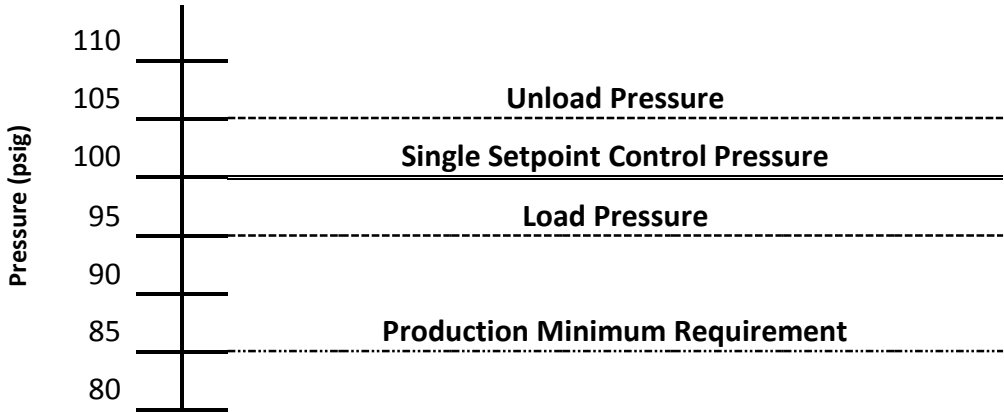 Pressure (psig)
110
105
Unload Pressure
100
Single Setpoint Control Pressure
95
Load Pressure
90
85
Production Minimum Requirement
80